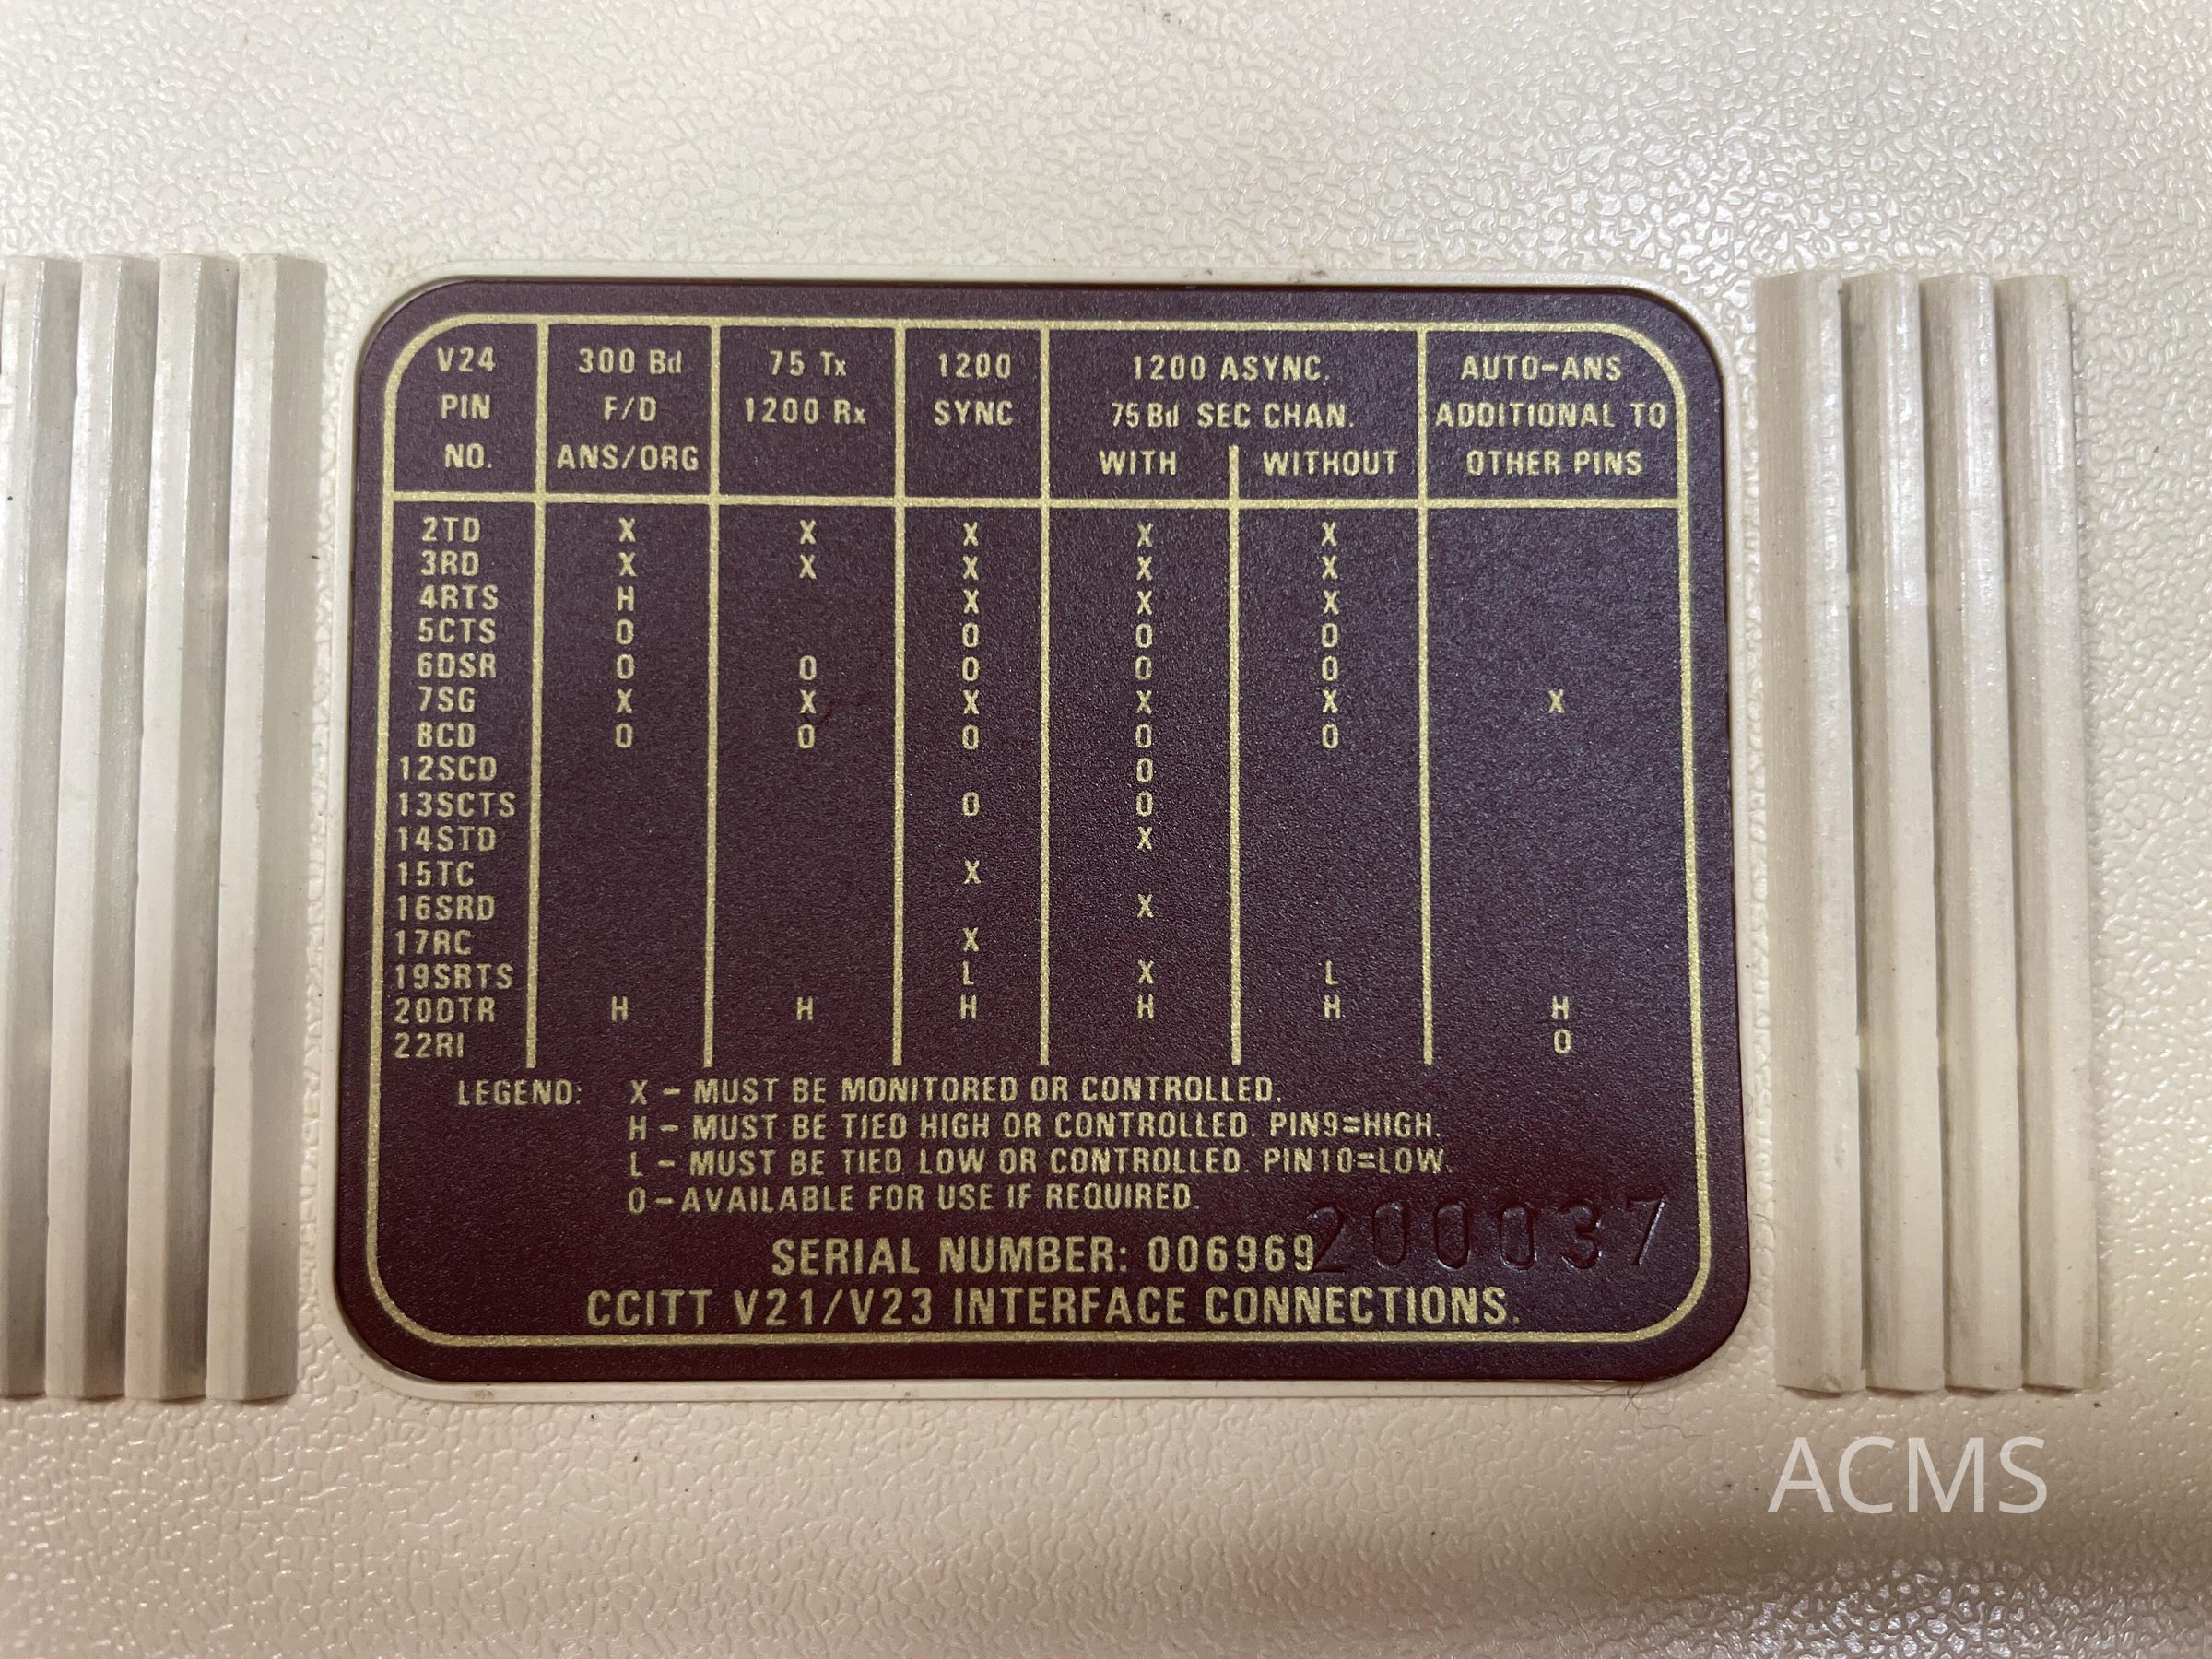 V24 300 Bd 75 Tx 1200 1200 ASYNC. AUTO-ANS
PIN F/D 1200 Rx SYNC 75 Bd SEC CHAN. ADDITIONAL TO
NO. ANS/ORG WITH WITHOUT OTHER PINS
2TD X X X X X
3RD X X X X X
4RTS H X X X
5CTS O O O O
6DSR O O O O O
7SG X X X X X X
8CD O O O O O
12SCD O
13SCTS O O
14STD X
15TC X
16SRD X
17RC X
19SRTS L X L
20DTR H H H H H H
22RI O
LEGEND: X - MUST BE MONITORED OR CONTROLLED.
H - MUST BE TIED HIGH OR CONTROLLED. PIN9=HIGH.
L - MUST BE TIED LOW OR CONTROLLED. PIN10=LOW.
O - AVAILABLE FOR USE IF REQUIRED.
SERIAL NUMBER: 006969 200037
CCITT V21/V23 INTERFACE CONNECTIONS.
ACMS